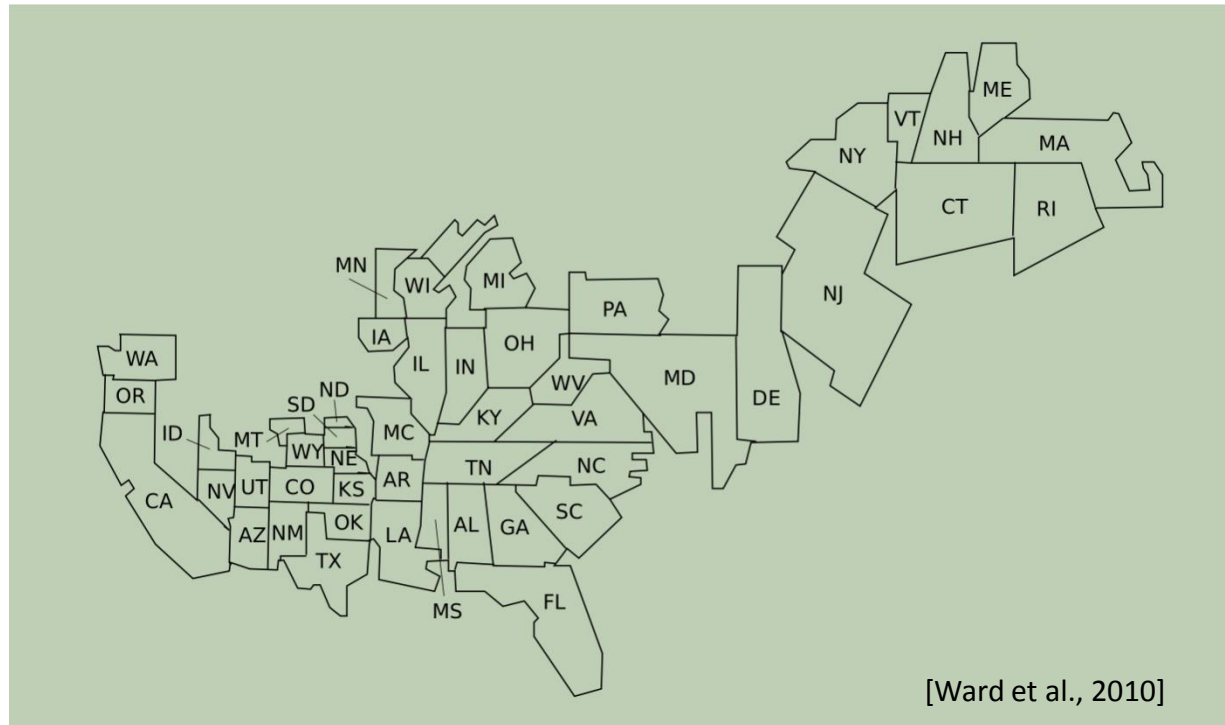 ME
VT
NH
MA
NY
CT
RI
MN
WI
MI
NJ
PA
IA
OH
WA
IL
IN
WV
MD
OR
ND
DE
SD
KY
VA
ID
MT
MC
WY
NE
TN
NC
AR
CA
NV
UT
CO
KS
SC
OK
AZ
NM
LA
AL
GA
TX
FL
MS
[Ward et al., 2010]